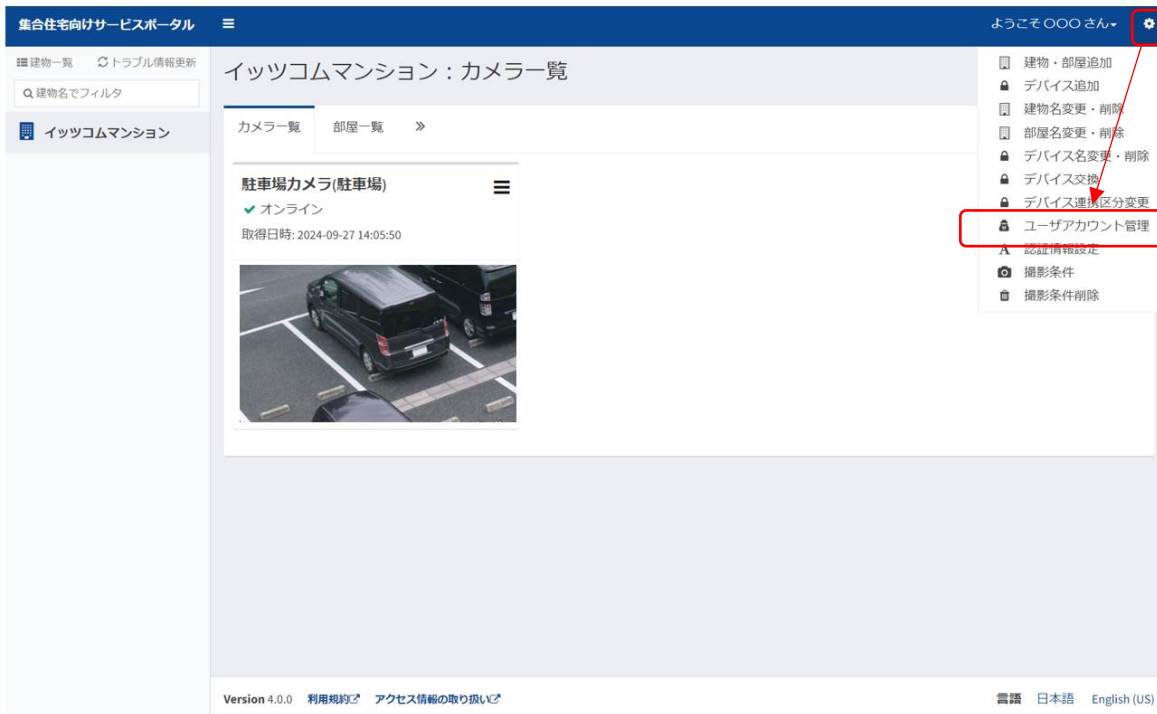 集合住宅向けサービスポータル
ようこそ〇〇〇さん
建物一覧 トラブル情報更新
建物名でフィルタ
イッツコムマンション
イッツコムマンション：カメラ一覧
カメラ一覧 部屋一覧 »
駐車場カメラ(駐車場)
オンライン
取得日時: 2024-09-27 14:05:50
建物・部屋追加
デバイス追加
建物名変更・削除
部屋名変更・削除
デバイス名変更・削除
デバイス交換
デバイス連携区分変更
ユーザアカウント管理
認証情報設定
撮影条件
撮影条件削除
Version 4.0.0 利用規約 アクセス情報の取り扱い
言語 日本語 English (US)